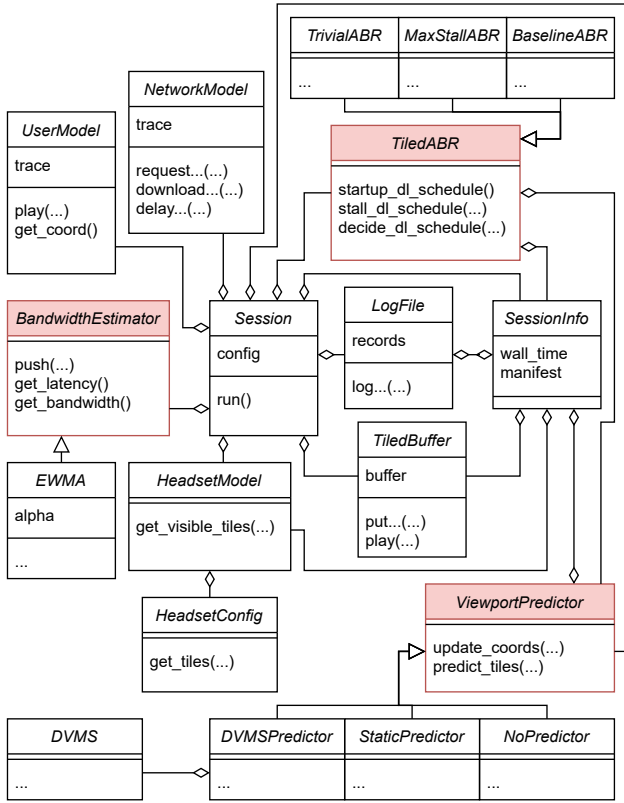 TrivialABR
...
MaxStallABR
...
BaselineABR
...
NetworkModel
trace
request...(...)
download...(...)
delay...(...)
UserModel
trace
play(...)
get_coord()
TiledABR
startup_dl_schedule()
stall_dl_schedule(...)
decide_dl_schedule(...)
BandwidthEstimator
push(...)
get_latency()
get_bandwidth()
Session
config
run()
LogFile
records
log...(...)
SessionInfo
wall_time
manifest
EWMA
alpha
...
HeadsetModel
get_visible_tiles(...)
TiledBuffer
buffer
put...(...)
play(...)
HeadsetConfig
get_tiles(...)
ViewportPredictor
update_coords(...)
predict_tiles(...)
DVMS
...
DVMSPredictor
...
StaticPredictor
...
NoPredictor
...